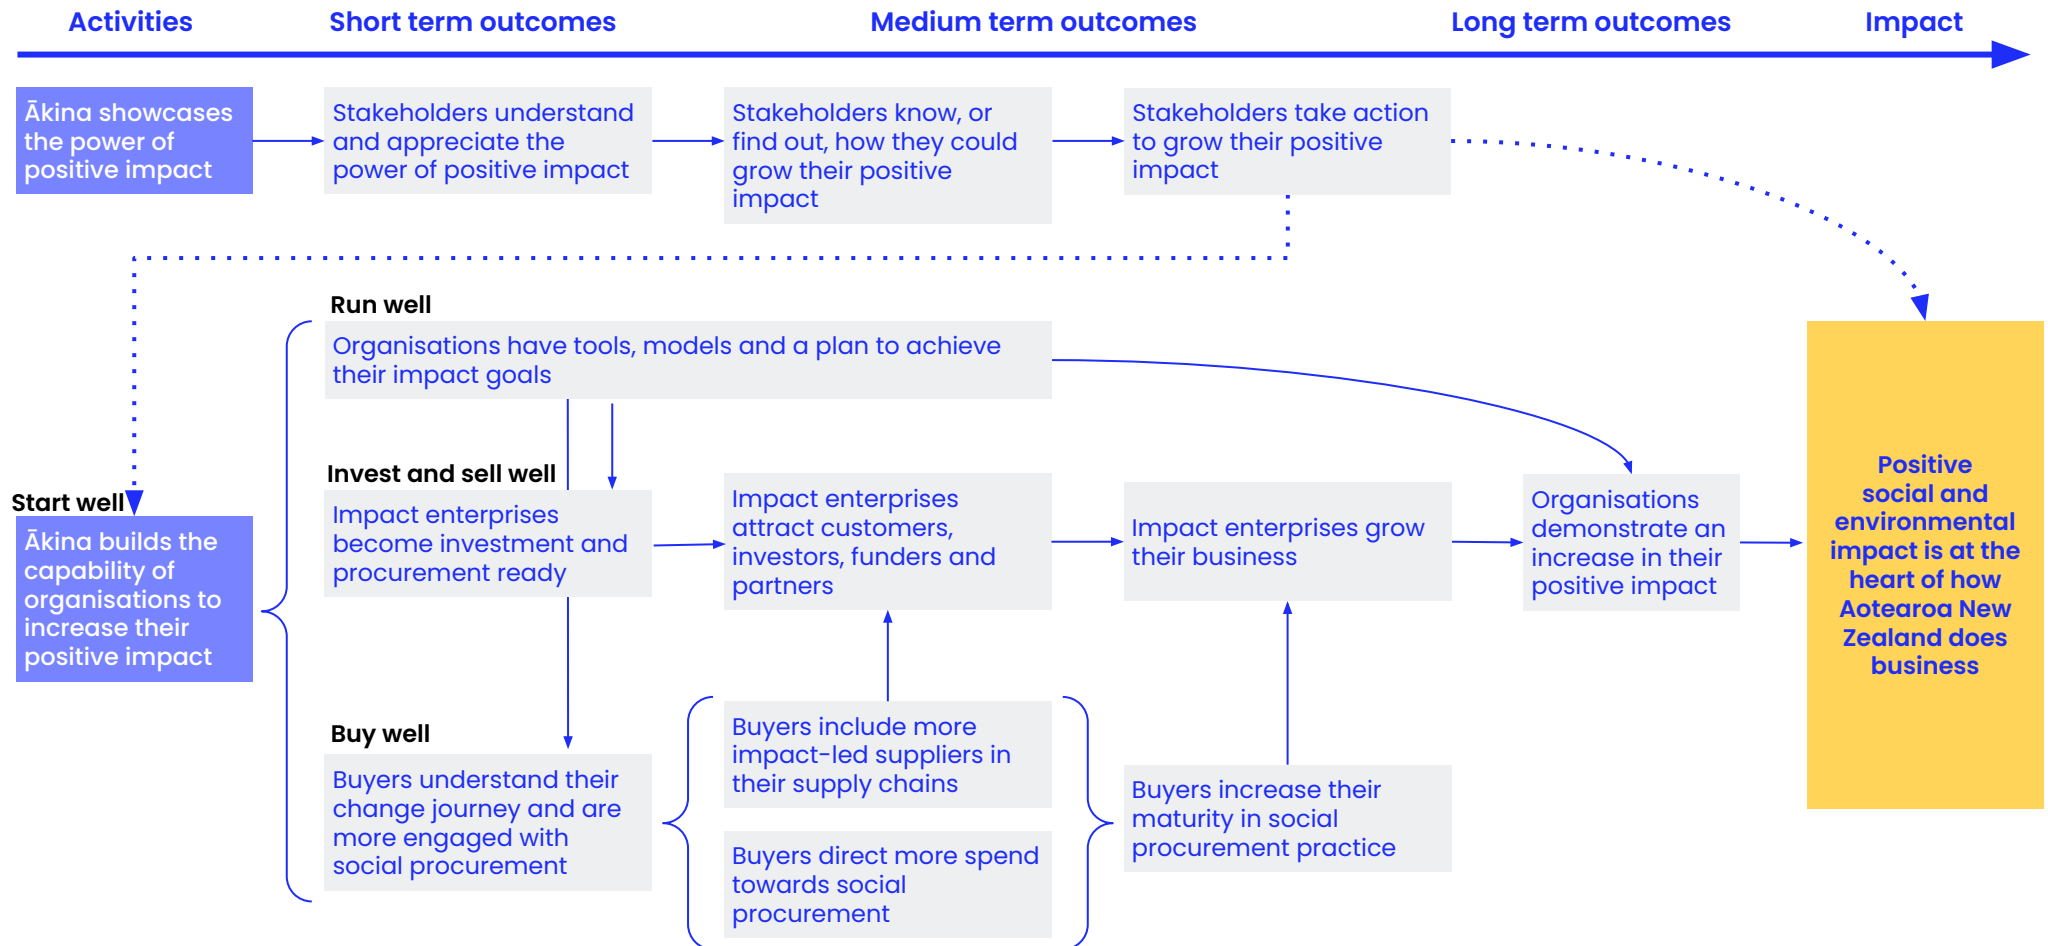 Activities
Short term outcomes
Medium term outcomes
Long term outcomes
Impact
Ākina showcases
the power of
positive impact
Stakeholders understand
and appreciate the
power of positive impact
Stakeholders know, or
find out, how they could
grow their positive
impact
Stakeholders take action
to grow their positive
impact
Run well
Organisations have tools, models and a plan to achieve
their impact goals
Start well
Ākina builds the
capability of
organisations to
increase their
positive impact
Invest and sell well
Impact enterprises
become investment and
procurement ready
Impact enterprises
attract customers,
investors, funders and
partners
Impact enterprises grow
their business
Organisations
demonstrate an
increase in their
positive impact
Positive
social and
environmental
impact is at the
heart of how
Aotearoa New
Zealand does
business
Buy well
Buyers understand their
change journey and are
more engaged with
social procurement
Buyers include more
impact-led suppliers in
their supply chains
Buyers direct more spend
towards social
procurement
Buyers increase their
maturity in social
procurement practice